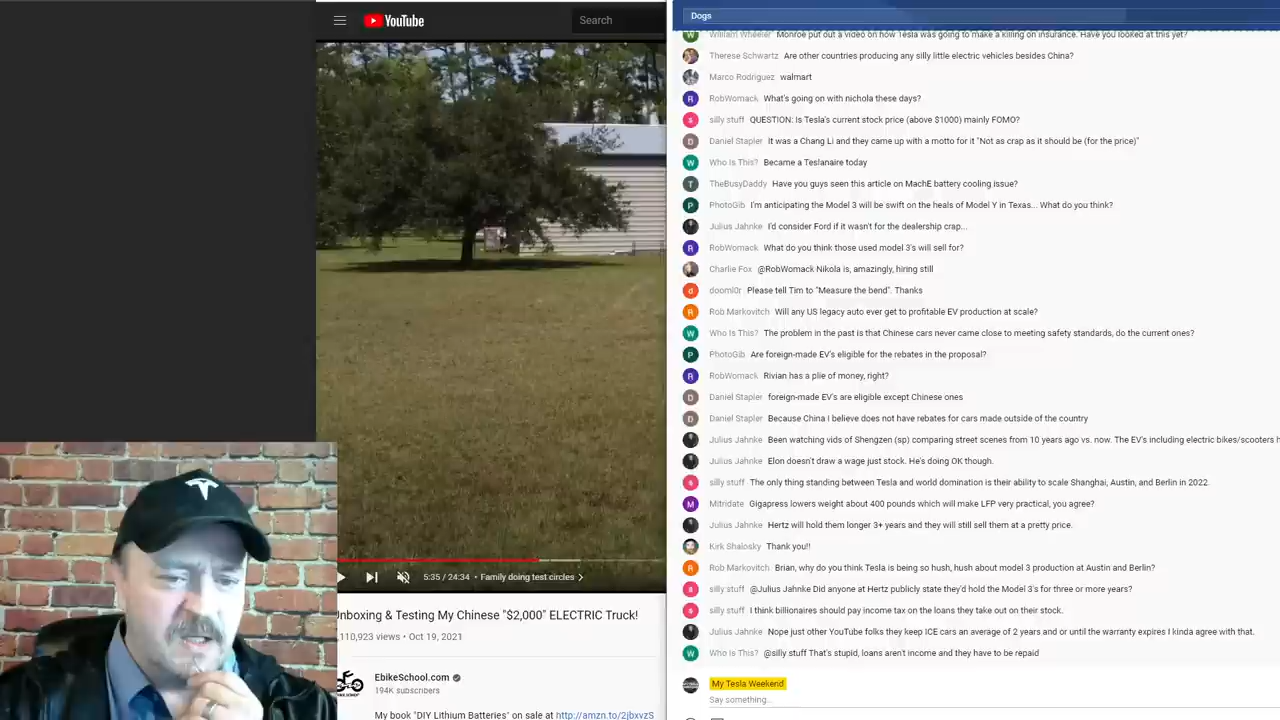 YouTube
Search
5:35 / 24:34 • Family doing test circles
Unboxing & Testing My Chinese "$2,000" ELECTRIC Truck!
110,923 views • Oct 19, 2021
EbikeSchool.com
194K subscribers
My book "DIY Lithium Batteries" on sale at http://amzn.to/2jbxvzS
Dogs
William Wheeler Monroe put out a video on how Tesla was going to make a killing on insurance. Have you looked at this yet?
Therese Schwartz Are other countries producing any silly little electric vehicles besides China?
Marco Rodriguez walmart
RobWomack What's going on with nichola these days?
silly stuff QUESTION: Is Tesla's current stock price (above $1000) mainly FOMO?
Daniel Stapler It was a Chang Li and they came up with a motto for it "Not as crap as it should be (for the price)"
Who Is This? Became a Teslanaire today
TheBusyDaddy Have you guys seen this article on MachE battery cooling issue?
PhotoGib I'm anticipating the Model 3 will be swift on the heals of Model Y in Texas... What do you think?
Julius Jahnke I'd consider Ford if it wasn't for the dealership crap...
RobWomack What do you think those used model 3's will sell for?
Charlie Fox @RobWomack Nikola is, amazingly, hiring still
dooml0r Please tell Tim to "Measure the bend". Thanks
Rob Markovitch Will any US legacy auto ever get to profitable EV production at scale?
Who Is This? The problem in the past is that Chinese cars never came close to meeting safety standards, do the current ones?
PhotoGib Are foreign-made EV's eligible for the rebates in the proposal?
RobWomack Rivian has a plie of money, right?
Daniel Stapler foreign-made EV's are eligible except Chinese ones
Daniel Stapler Because China I believe does not have rebates for cars made outside of the country
Julius Jahnke Been watching vids of Shengzen (sp) comparing street scenes from 10 years ago vs. now. The EV's including electric bikes/scooters h
Julius Jahnke Elon doesn't draw a wage just stock. He's doing OK though.
silly stuff The only thing standing between Tesla and world domination is their ability to scale Shanghai, Austin, and Berlin in 2022.
Mitridate Gigapress lowers weight about 400 pounds which will make LFP very practical, you agree?
Julius Jahnke Hertz will hold them longer 3+ years and they will still sell them at a pretty price.
Kirk Shalosky Thank you!!
Rob Markovitch Brian, why do you think Tesla is being so hush, hush about model 3 production at Austin and Berlin?
silly stuff @Julius Jahnke Did anyone at Hertz publicly state they'd hold the Model 3's for three or more years?
silly stuff I think billionaires should pay income tax on the loans they take out on their stock.
Julius Jahnke Nope just other YouTube folks they keep ICE cars an average of 2 years and or until the warranty expires I kinda agree with that.
Who Is This? @silly stuff That's stupid, loans aren't income and they have to be repaid
My Tesla Weekend
Say something...